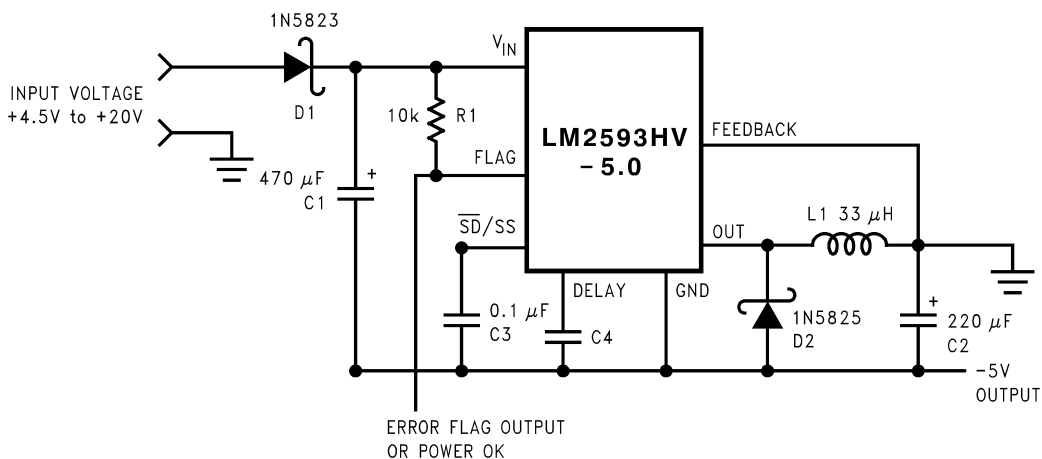 1N5823
D1
INPUT VOLTAGE
+4.5V to +20V
470 μF
C1
+
10k
R1
VIN
FLAG
S̅D̅/SS
LM2593HV
–5.0
FEEDBACK
OUT
L1 33 μH
DELAY
GND
0.1 μF
C3
C4
1N5825
D2
+
220 μF
C2
–5V
OUTPUT
ERROR FLAG OUTPUT
OR POWER OK